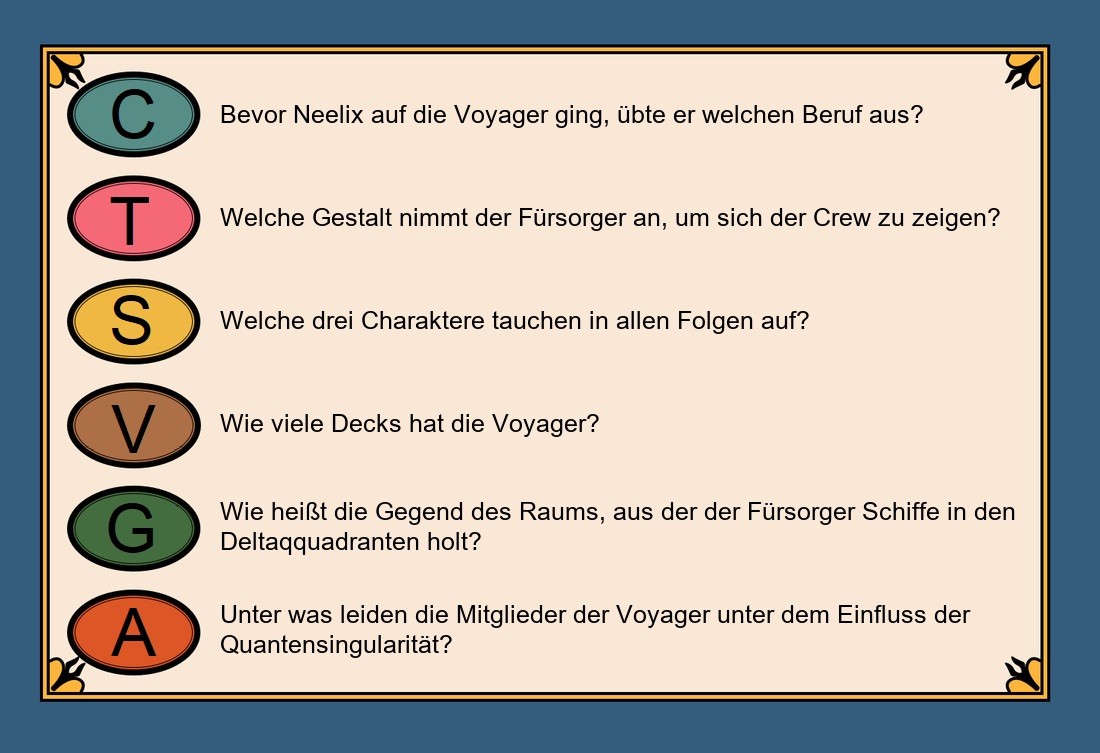 C
Bevor Neelix auf die Voyager ging, übte er welchen Beruf aus?
T
Welche Gestalt nimmt der Fürsorger an, um sich der Crew zu zeigen?
S
Welche drei Charaktere tauchen in allen Folgen auf?
V
Wie viele Decks hat die Voyager?
G
Wie heißt die Gegend des Raums, aus der der Fürsorger Schiffe in den
Deltaqquadranten holt?
A
Unter was leiden die Mitglieder der Voyager unter dem Einfluss der
Quantensingularität?